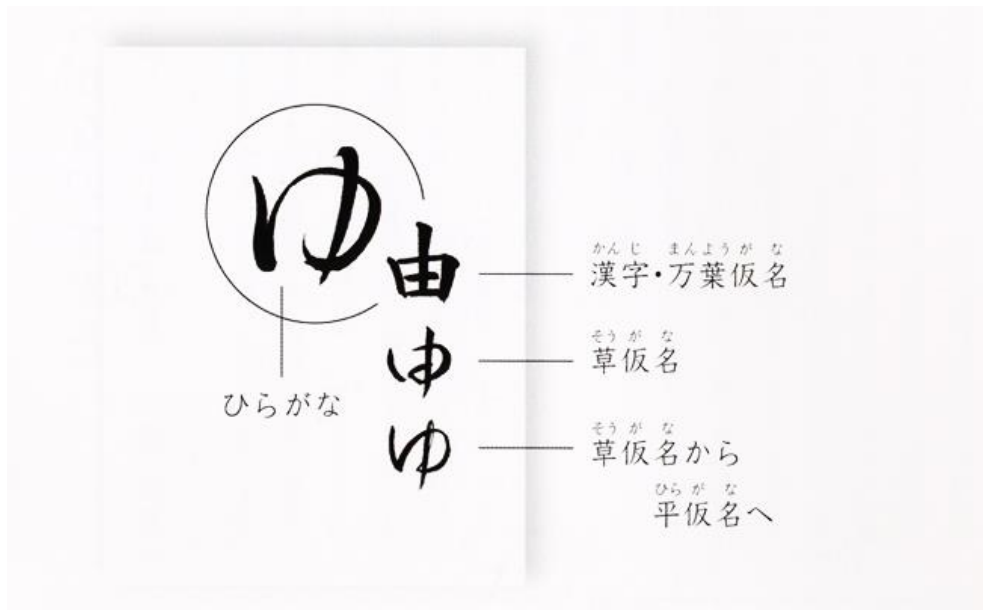 ゆ
ひらがな
由
ゆ
ゆ
かんじ まんようがな
漢字・万葉仮名
そうがな
草仮名
そうがな
草仮名から
ひらがな
平仮名へ